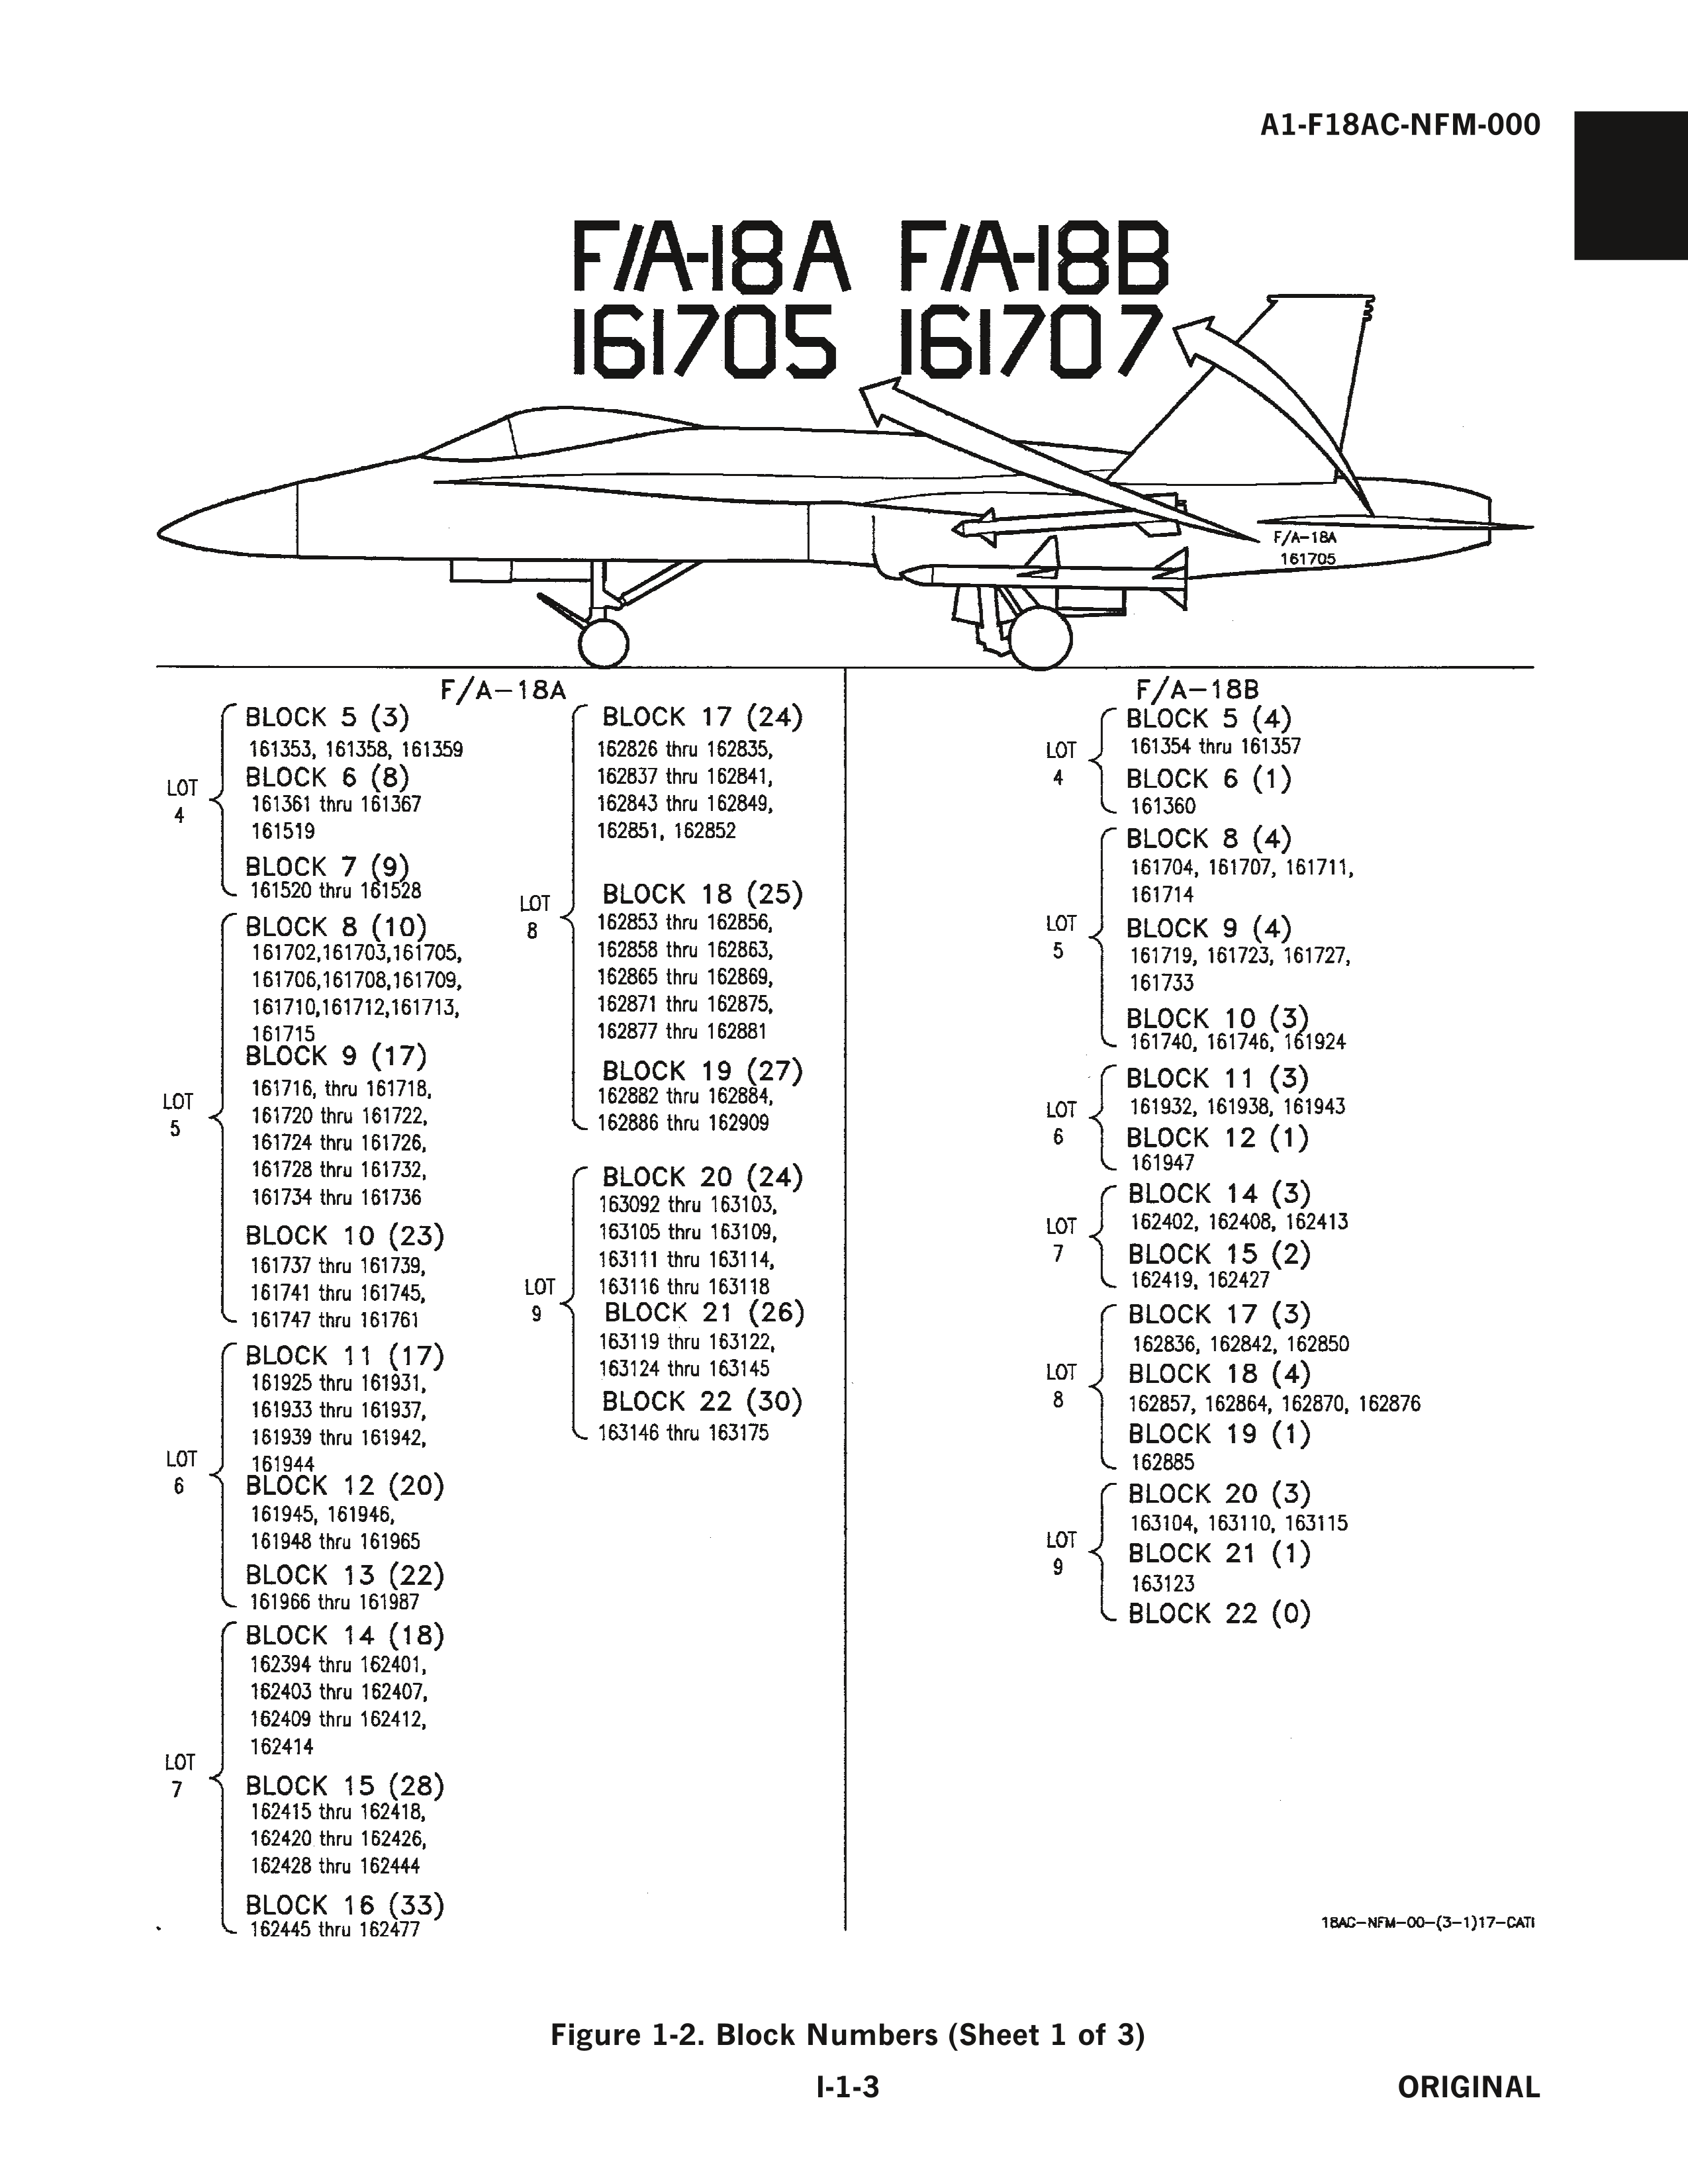 A1-F18AC-NFM-000
F/A-18A F/A-18B
161705 161707
F/A-18A
161705
F/A-18A
LOT
4
BLOCK 5 (3)
161353, 161358, 161359
BLOCK 6 (8)
161361 thru 161367
161519
BLOCK 7 (9)
161520 thru 161528
LOT
5
BLOCK 8 (10)
161702,161703,161705,
161706,161708,161709,
161710,161712,161713,
161715
BLOCK 9 (17)
161716, thru 161718,
161720 thru 161722,
161724 thru 161726,
161728 thru 161732,
161734 thru 161736
BLOCK 10 (23)
161737 thru 161739,
161741 thru 161745,
161747 thru 161761
LOT
6
BLOCK 11 (17)
161925 thru 161931,
161933 thru 161937,
161939 thru 161942,
161944
BLOCK 12 (20)
161945, 161946,
161948 thru 161965
BLOCK 13 (22)
161966 thru 161987
LOT
7
BLOCK 14 (18)
162394 thru 162401,
162403 thru 162407,
162409 thru 162412,
162414
BLOCK 15 (28)
162415 thru 162418,
162420 thru 162426,
162428 thru 162444
BLOCK 16 (33)
162445 thru 162477
LOT
8
BLOCK 17 (24)
162826 thru 162835,
162837 thru 162841,
162843 thru 162849,
162851, 162852
BLOCK 18 (25)
162853 thru 162856,
162858 thru 162863,
162865 thru 162869,
162871 thru 162875,
162877 thru 162881
BLOCK 19 (27)
162882 thru 162884,
162886 thru 162909
LOT
9
BLOCK 20 (24)
163092 thru 163103,
163105 thru 163109,
163111 thru 163114,
163116 thru 163118
BLOCK 21 (26)
163119 thru 163122,
163124 thru 163145
BLOCK 22 (30)
163146 thru 163175
F/A-18B
LOT
4
BLOCK 5 (4)
161354 thru 161357
BLOCK 6 (1)
161360
LOT
5
BLOCK 8 (4)
161704, 161707, 161711,
161714
BLOCK 9 (4)
161719, 161723, 161727,
161733
BLOCK 10 (3)
161740, 161746, 161924
LOT
6
BLOCK 11 (3)
161932, 161938, 161943
BLOCK 12 (1)
161947
LOT
7
BLOCK 14 (3)
162402, 162408, 162413
BLOCK 15 (2)
162419, 162427
LOT
8
BLOCK 17 (3)
162836, 162842, 162850
BLOCK 18 (4)
162857, 162864, 162870, 162876
BLOCK 19 (1)
162885
LOT
9
BLOCK 20 (3)
163104, 163110, 163115
BLOCK 21 (1)
163123
BLOCK 22 (0)
18AC-NFM-00-(3-1)17-CATI
Figure 1-2. Block Numbers (Sheet 1 of 3)
I-1-3
ORIGINAL